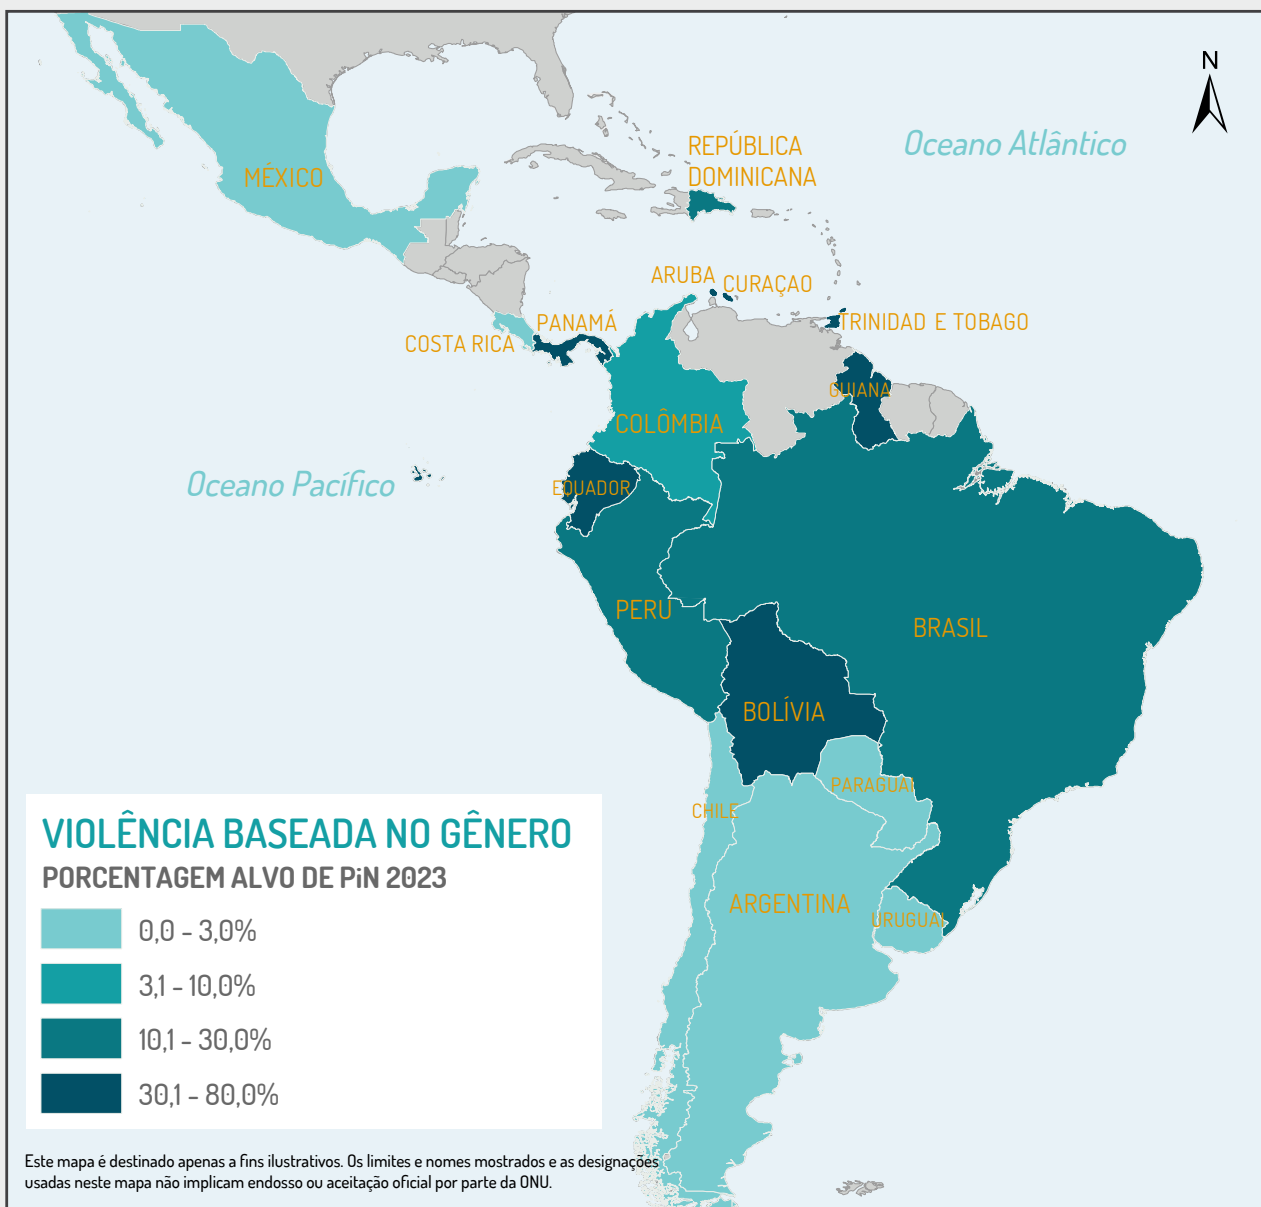 N
Oceano Atlântico
REPÚBLICA
DOMINICANA
MÉXICO
ARUBA
CURAÇAO
TRINIDAD E TOBAGO
PANAMÁ
COSTA RICA
GUIANA
COLÔMBIA
Oceano Pacífico
EQUADOR
PERU
BRASIL
BOLÍVIA
PARAGUAI
CHILE
ARGENTINA
URUGUAI
VIOLÊNCIA BASEADA NO GÊNERO
PORCENTAGEM ALVO DE PiN 2023
0,0 - 3,0%
3,1 - 10,0%
10,1 - 30,0%
30,1 - 80,0%
Este mapa é destinado apenas a fins ilustrativos. Os limites e nomes mostrados e as designações
usadas neste mapa não implicam endosso ou aceitação oficial por parte da ONU.